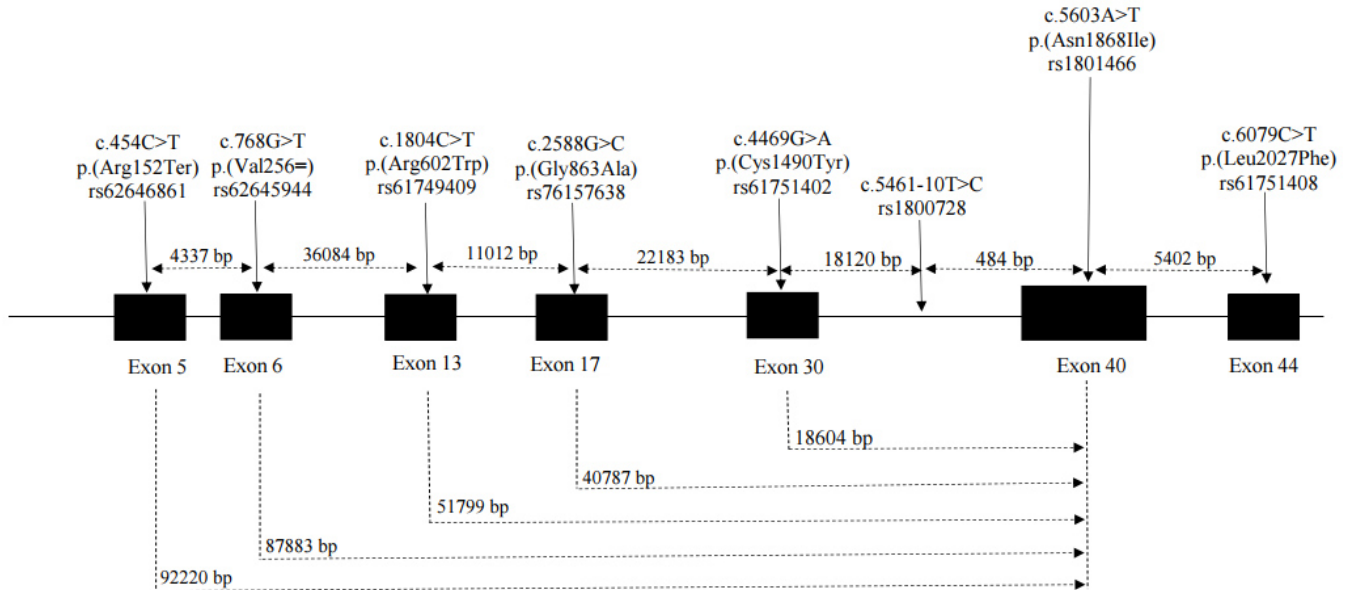 c.5603A>T
p.(Asn1868Ile)
rs1801466
c.454C>T
p.(Arg152Ter)
rs62646861
c.768G>T
p.(Val256=)
rs62645944
c.1804C>T
p.(Arg602Trp)
rs61749409
c.2588G>C
p.(Gly863Ala)
rs76157638
c.4469G>A
p.(Cys1490Tyr)
rs61751402
c.5461-10T>C
rs1800728
c.6079C>T
p.(Leu2027Phe)
rs61751408
4337 bp
36084 bp
11012 bp
22183 bp
18120 bp
484 bp
5402 bp
Exon 5
Exon 6
Exon 13
Exon 17
Exon 30
Exon 40
Exon 44
18604 bp
40787 bp
51799 bp
87883 bp
92220 bp